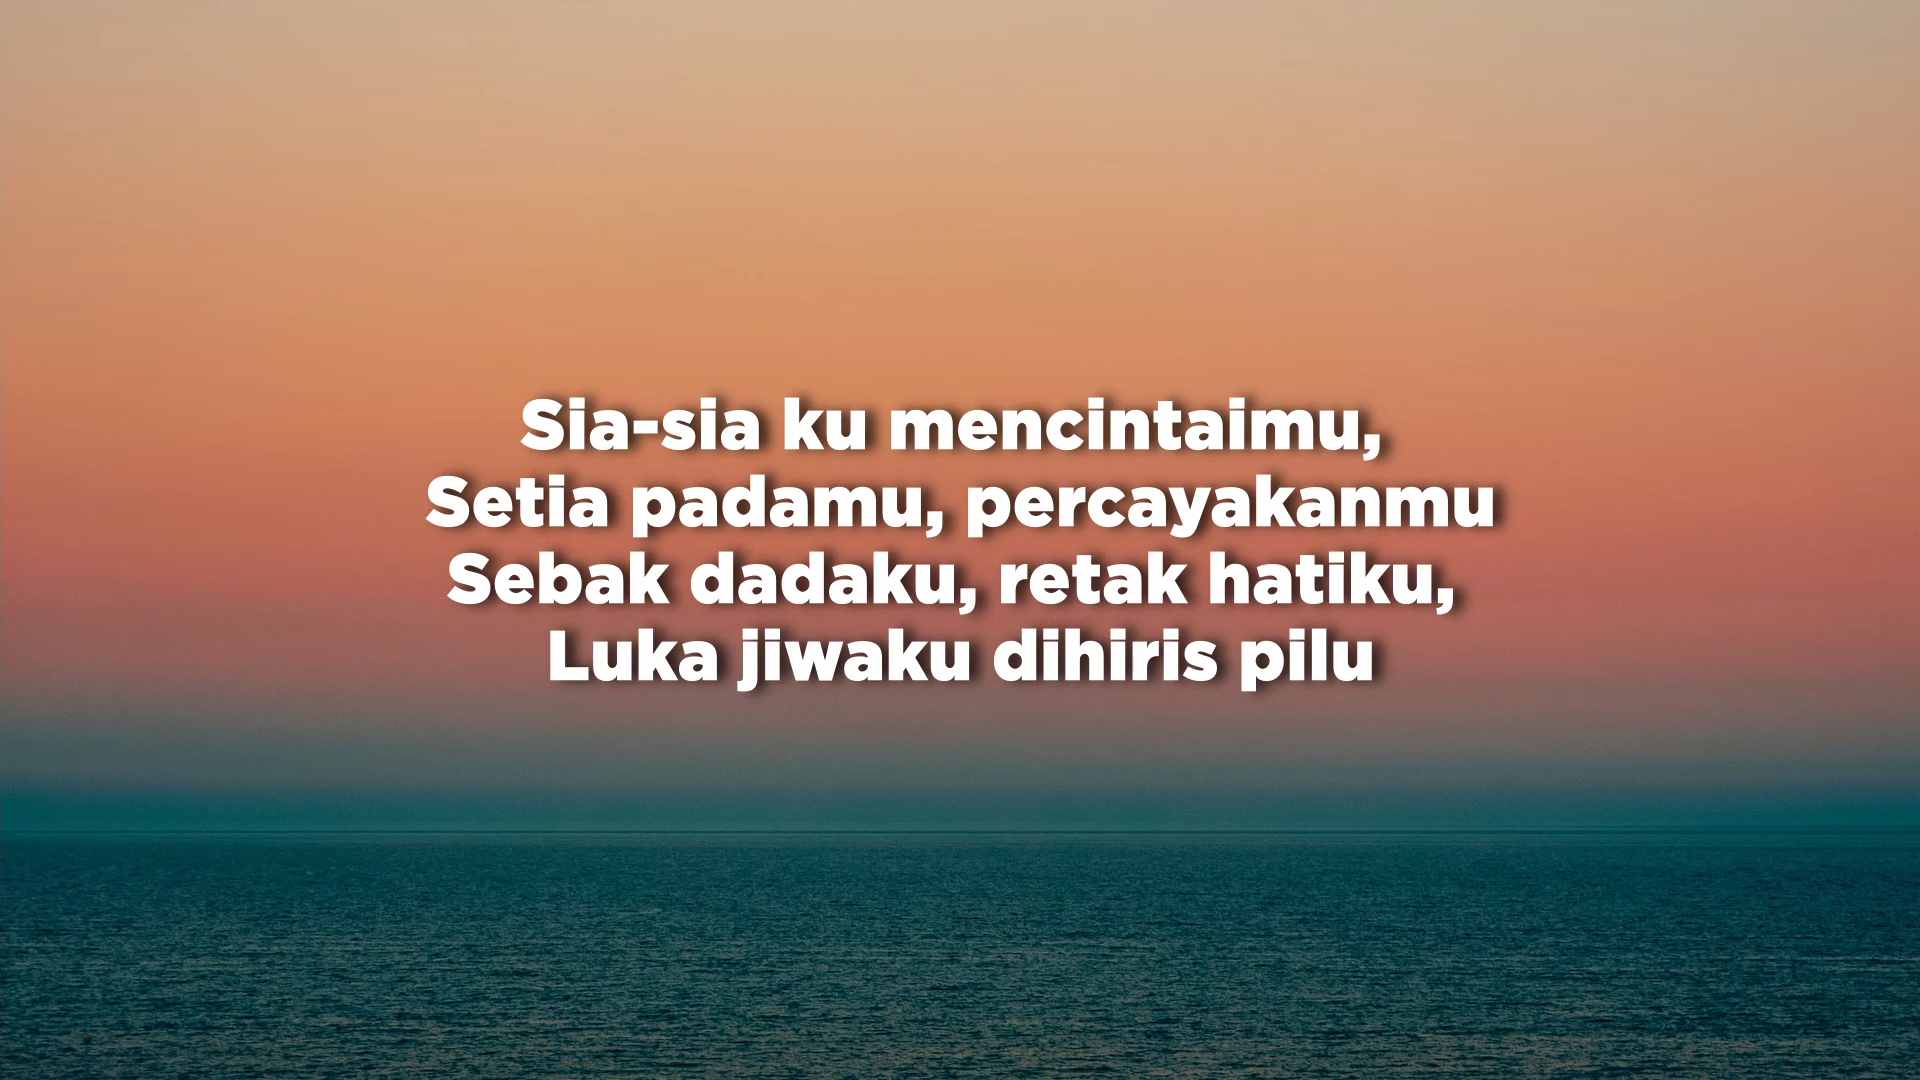 Sia-sia ku mencintaimu,
Setia padamu, percayakanmu
Sebak dadaku, retak hatiku,
Luka jiwaku dihiris pilu